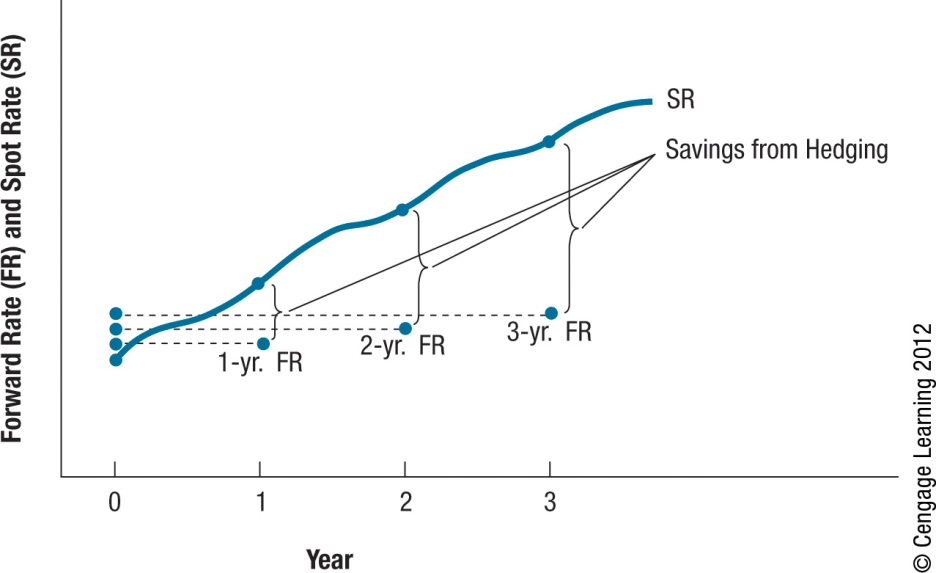 Forward Rate (FR) and Spot Rate (SR)
SR
Savings from Hedging
1-yr. FR
2-yr. FR
3-yr. FR
0
1
2
3
Year
© Cengage Learning 2012